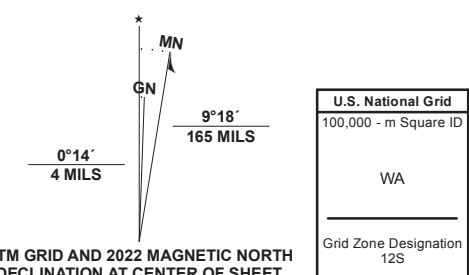 ★
MN
GN
9°18´
165 MILS
0°14´
4 MILS
TM GRID AND 2022 MAGNETIC NORTH
DECLINATION AT CENTER OF SHEET
U.S. National Grid
100,000 - m Square ID
WA
Grid Zone Designation
12S